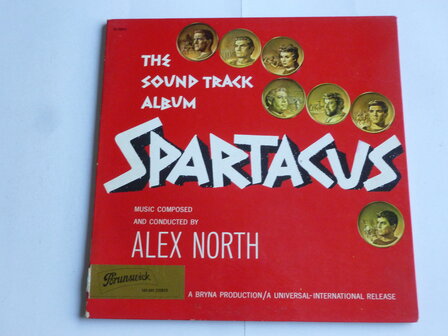 THE
SOUND TRACK
ALBUM
SPARTACUS
MUSIC COMPOSED
AND CONDUCTED BY
ALEX NORTH
Brunswick
A BRYNA PRODUCTION/A UNIVERSAL-INTERNATIONAL RELEASE